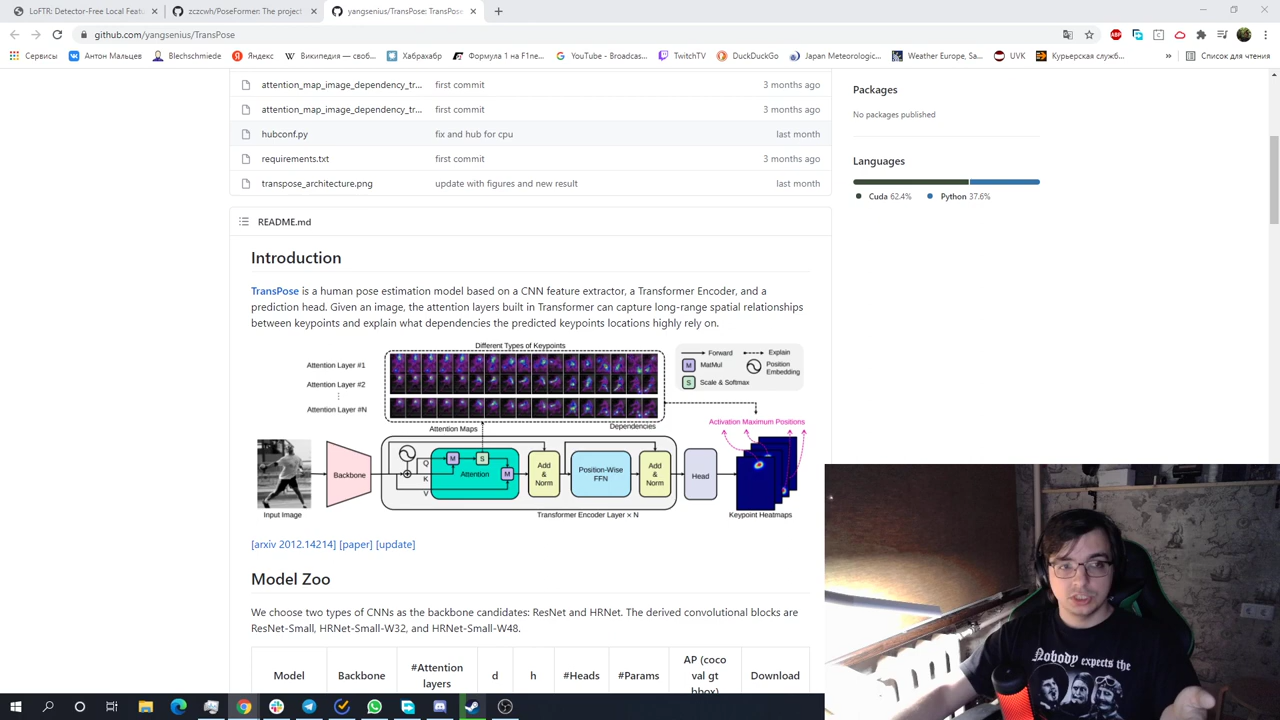 LoFTR: Detector-Free Local Featu
zczcwh/PoseFormer: The project
yangsenius/TransPose: TransPose
github.com/yangsenius/TransPose
Сервисы
Антон Мальцев
Blechschmiede
Яндекс
Википедия — своб...
Хабрахабр
Формула 1 на F1ne...
YouTube - Broadcas...
TwitchTV
DuckDuckGo
Japan Meteorologic...
Weather Europe, Sa...
UVK
Курьерская служб...
Список для чтения
attention_map_image_dependency_tr... first commit 3 months ago
attention_map_image_dependency_tr... first commit 3 months ago
hubconf.py fix and hub for cpu last month
requirements.txt first commit 3 months ago
transpose_architecture.png update with figures and new result last month
Packages
No packages published
Languages
Cuda 62.4% Python 37.6%
README.md
Introduction
TransPose is a human pose estimation model based on a CNN feature extractor, a Transformer Encoder, and a
prediction head. Given an image, the attention layers built in Transformer can capture long-range spatial relationships
between keypoints and explain what dependencies the predicted keypoints locations highly rely on.
Different Types of Keypoints
Attention Layer #1
Attention Layer #2
Attention Layer #N
Forward
Explain
M MatMul
Position
Embedding
S Scale & Softmax
Attention Maps
Dependencies
Activation Maximum Positions
Backbone
Q
K
V
M
S
M
Attention
Add
&
Norm
Position-Wise
FFN
Add
&
Norm
Head
Input Image
Transformer Encoder Layer × N
Keypoint Heatmaps
[arxiv 2012.14214] [paper] [update]
Model Zoo
We choose two types of CNNs as the backbone candidates: ResNet and HRNet. The derived convolutional blocks are
ResNet-Small, HRNet-Small-W32, and HRNet-Small-W48.
Model
Backbone
#Attention
layers
d
h
#Heads
#Params
AP (coco
val gt
bbox)
Download
Nobody expects the